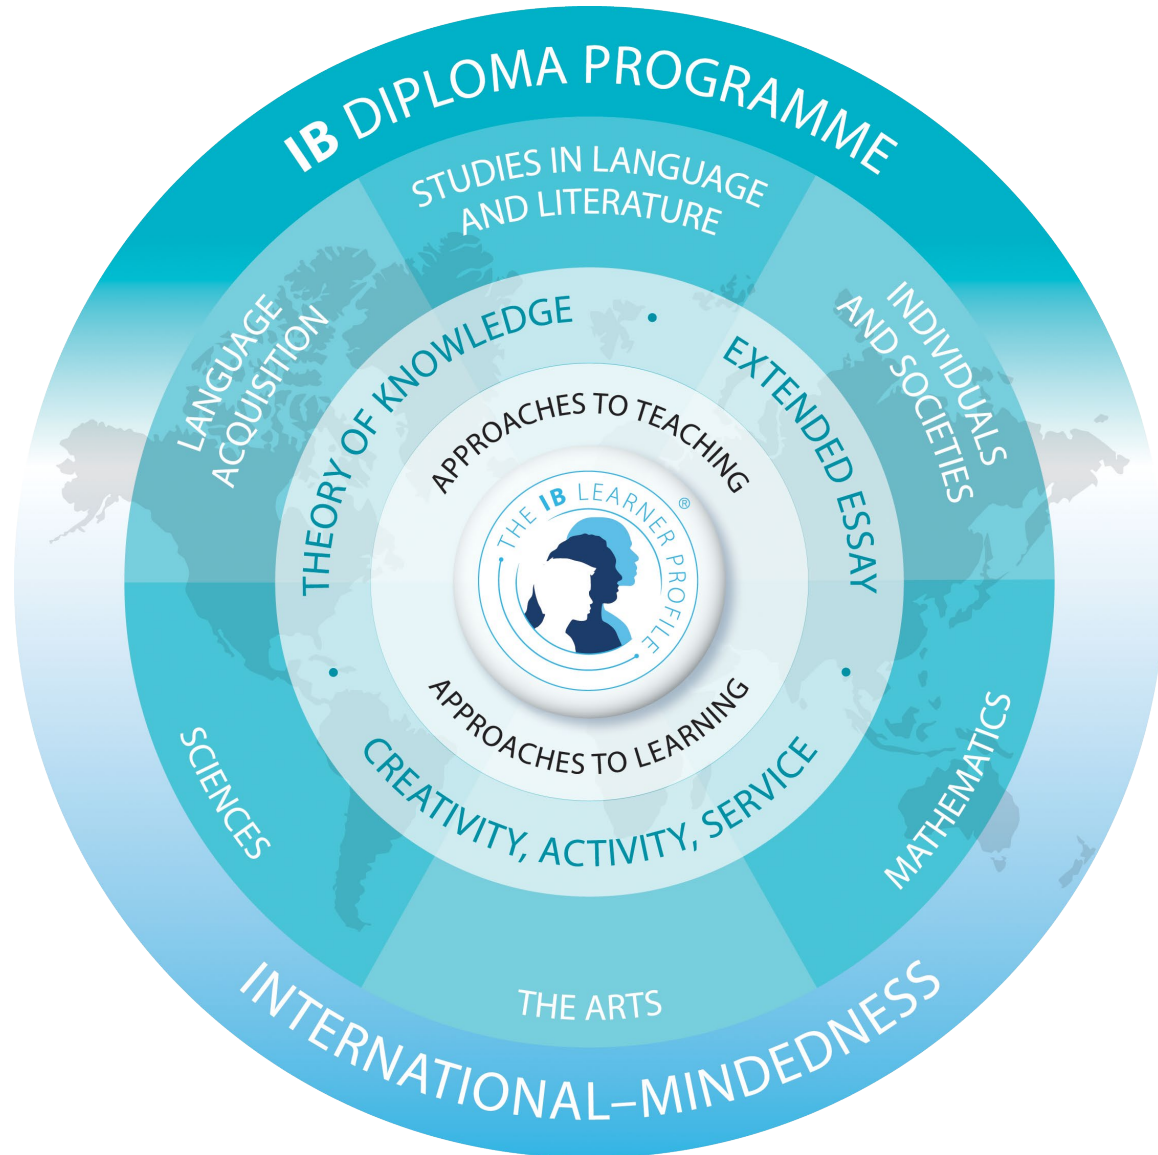 IB DIPLOMA PROGRAMME
STUDIES IN LANGUAGE
AND LITERATURE
LANGUAGE
ACQUISITION
INDIVIDUALS
AND SOCIETIES
THEORY OF KNOWLEDGE
•
EXTENDED ESSAY
APPROACHES TO TEACHING
THE IB LEARNER PROFILE
®
APPROACHES TO LEARNING
•
•
CREATIVITY, ACTIVITY, SERVICE
SCIENCES
MATHEMATICS
THE ARTS
INTERNATIONAL–MINDEDNESS